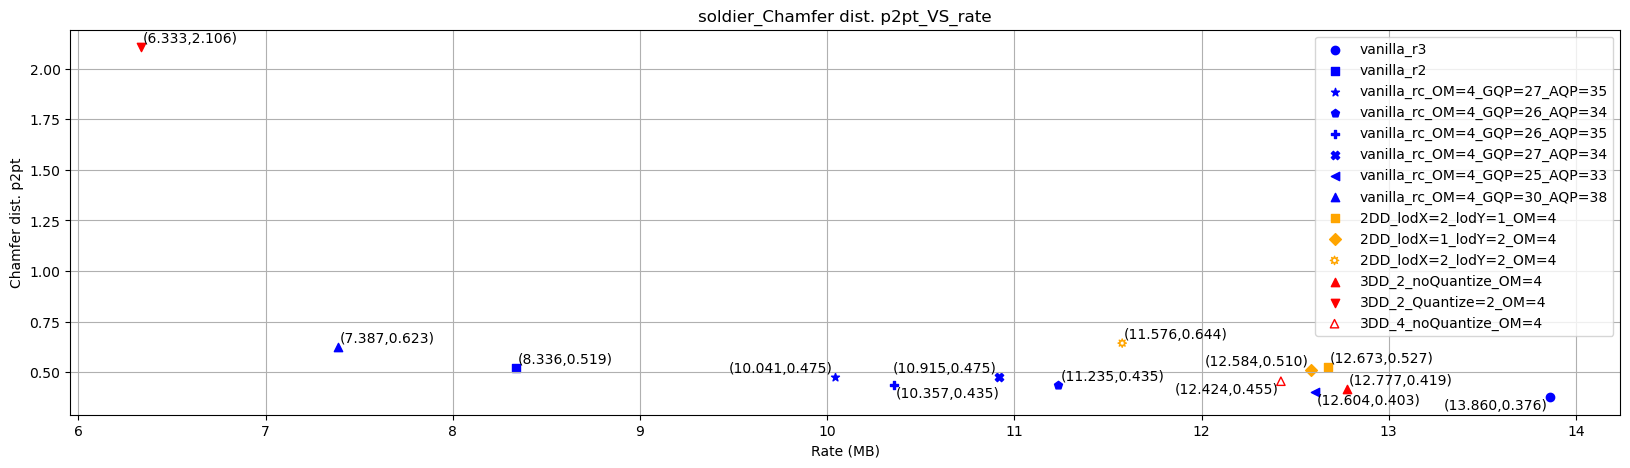 soldier_Chamfer dist. p2pt_VS_rate
(6.333,2.106)
vanilla_r3
vanilla_r2
vanilla_rc_OM=4_GQP=27_AQP=35
vanilla_rc_OM=4_GQP=26_AQP=34
vanilla_rc_OM=4_GQP=26_AQP=35
vanilla_rc_OM=4_GQP=27_AQP=34
vanilla_rc_OM=4_GQP=25_AQP=33
vanilla_rc_OM=4_GQP=30_AQP=38
2DD_lodX=2_lodY=1_OM=4
2DD_lodX=1_lodY=2_OM=4
2DD_lodX=2_lodY=2_OM=4
3DD_2_noQuantize_OM=4
3DD_2_Quantize=2_OM=4
3DD_4_noQuantize_OM=4
Chamfer dist. p2pt
2.00
1.75
1.50
1.25
1.00
0.75
0.50
(7.387,0.623)
(8.336,0.519)
(10.041,0.475)
(10.915,0.475)
(10.357,0.435)
(11.235,0.435)
(11.576,0.644)
(12.584,0.510)
(12.673,0.527)
(12.424,0.455)
(12.777,0.419)
(12.604,0.403)
(13.860,0.376)
6 7 8 9 10 11 12 13 14
Rate (MB)